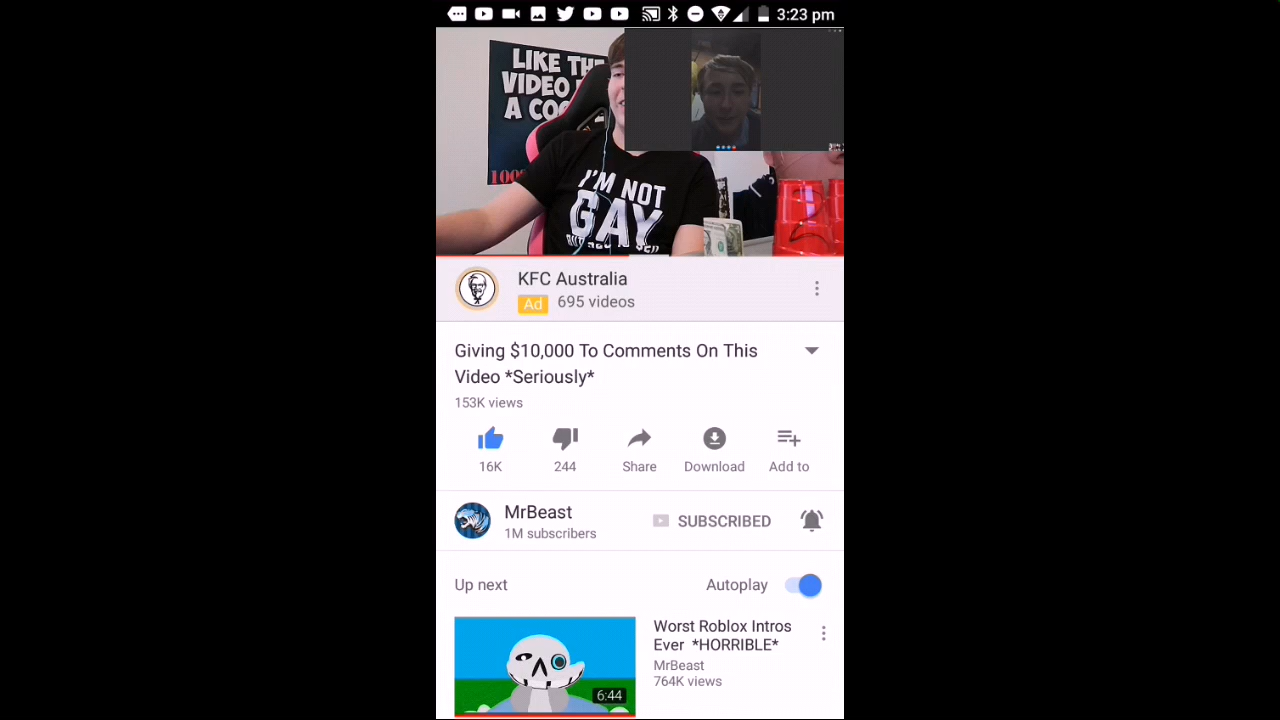 3:23 pm
LIKE THE
VIDEO
A
100
I'M NOT
GAY
KFC Australia
Ad 695 videos
Giving $10,000 To Comments On This
Video *Seriously*
153K views
16K 244 Share Download Add to
MrBeast
1M subscribers
SUBSCRIBED
Up next Autoplay
Worst Roblox Intros
Ever *HORRIBLE*
MrBeast
764K views
6:44